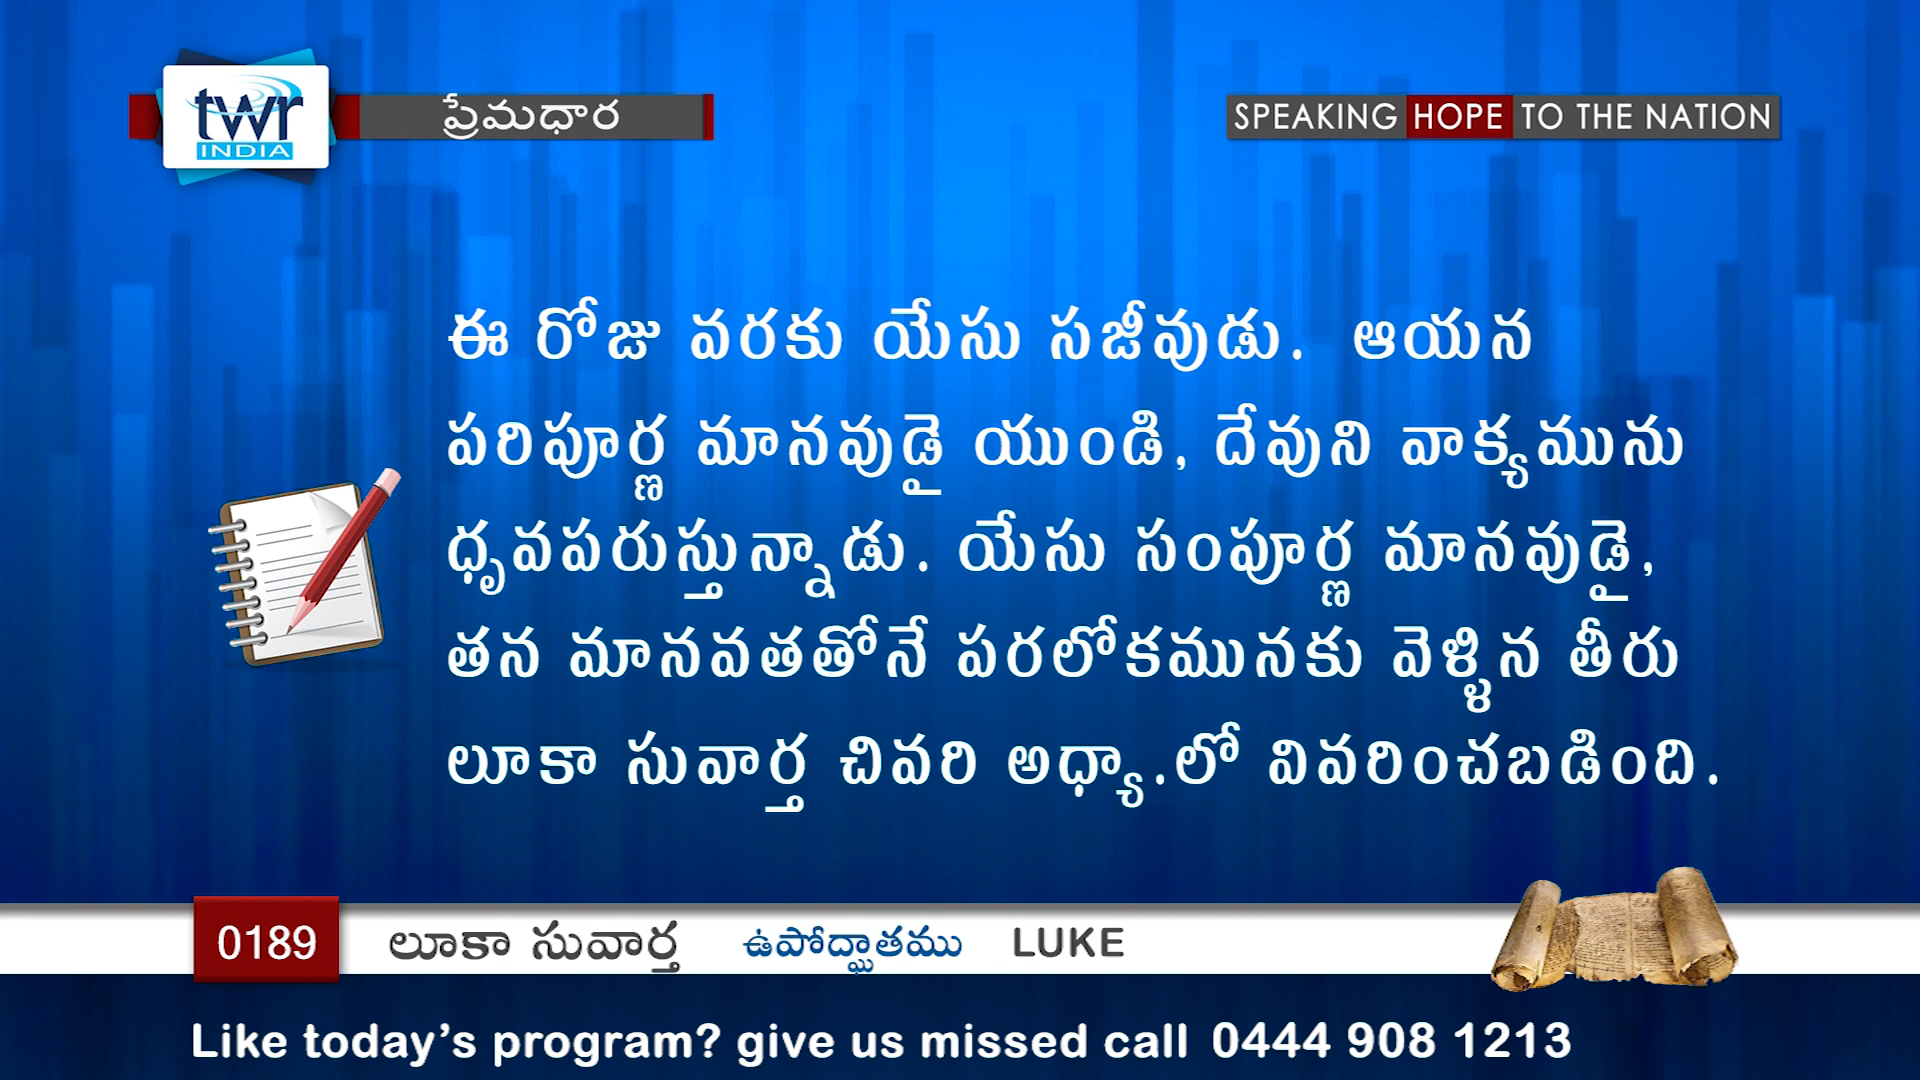 twr
INDIA
ప్రేమధార
SPEAKING HOPE TO THE NATION
ఈ రోజు వరకు యేసు సజీవుడు. ఆయన
పరిపూర్ణ మానవుడై యుండి, దేవుని వాక్యమును
ధృవపరుస్తున్నాడు. యేసు సంపూర్ణ మానవుడై,
తన మానవతతోనే పరలోకమునకు వెళ్ళిన తీరు
లూకా సువార్త చివరి అధ్యా.లో వివరించబడింది.
0189 లూకా సువార్త ఉపోద్ఘాతము LUKE
Like today's program? give us missed call 0444 908 1213